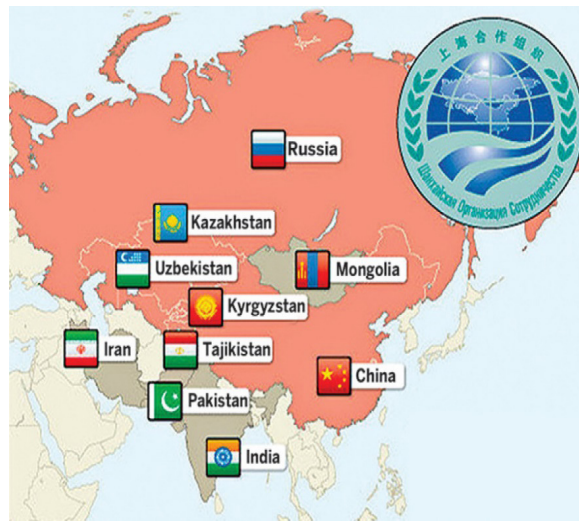 上海合作组织
Шанхайская Организация Сотрудничества
Russia
Kazakhstan
Uzbekistan
Mongolia
Kyrgyzstan
Iran
Tajikistan
China
Pakistan
India